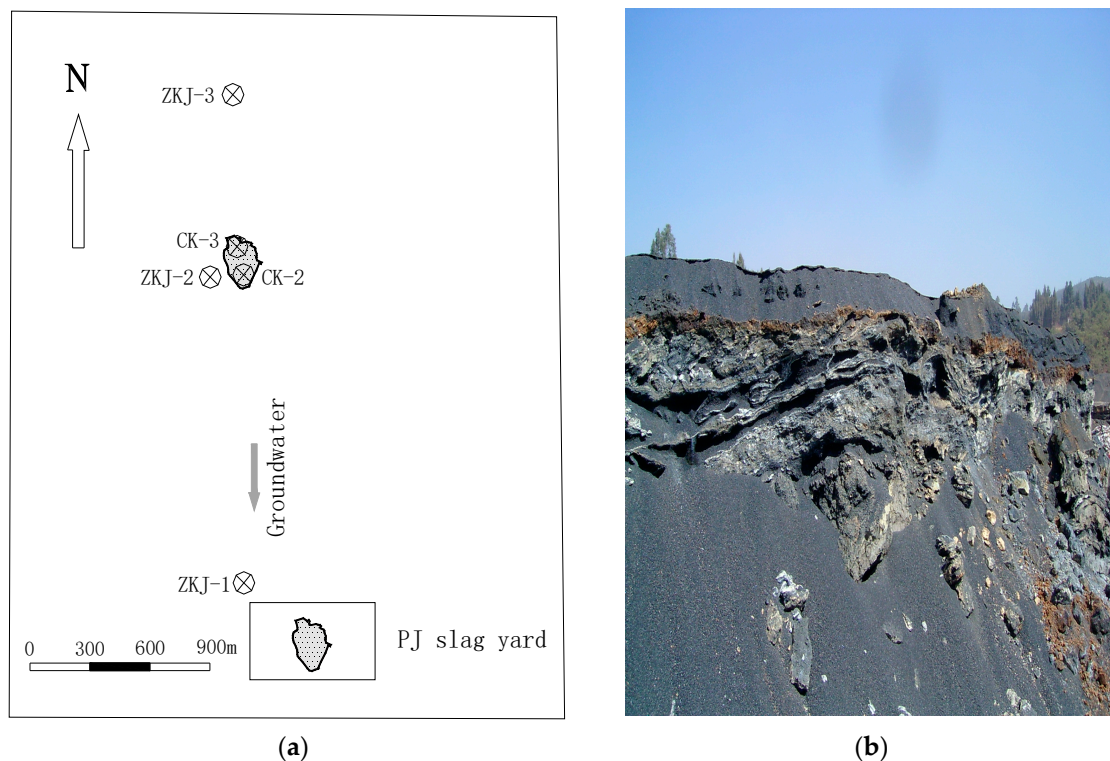 N
ZKJ-3
CK-3
ZKJ-2
CK-2
Groundwater
ZKJ-1
0 300 600 900m
PJ slag yard
(a)
(b)